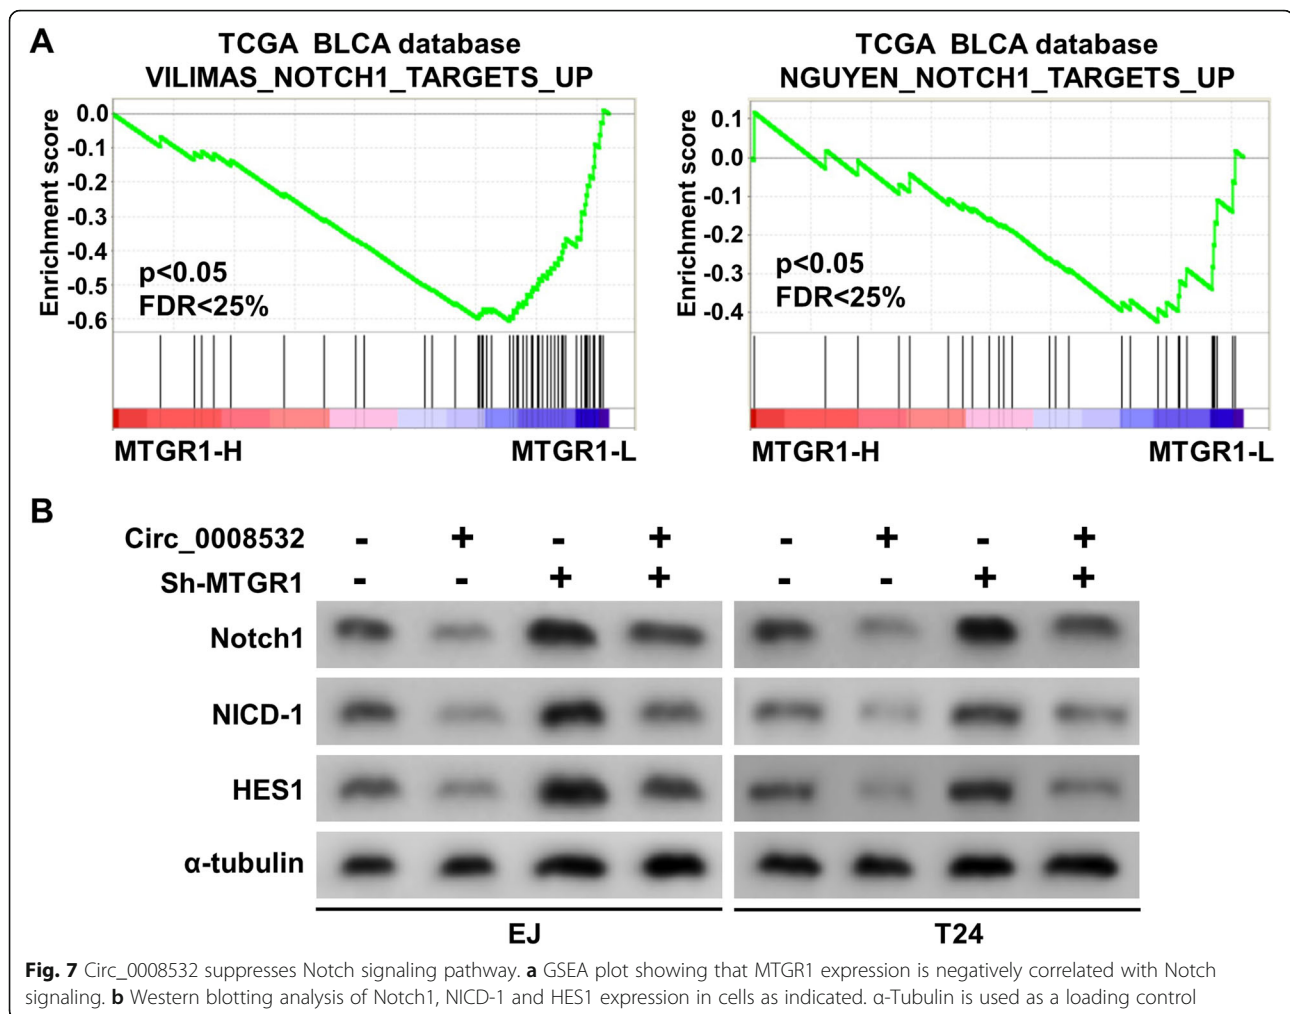 A
TCGA BLCA database
VILIMAS_NOTCH1_TARGETS_UP
Enrichment score
0.0
-0.1
-0.2
-0.3
-0.4
-0.5
-0.6
p<0.05
FDR<25%
MTGR1-H
MTGR1-L
TCGA BLCA database
NGUYEN_NOTCH1_TARGETS_UP
Enrichment score
0.1
0.0
-0.1
-0.2
-0.3
-0.4
p<0.05
FDR<25%
MTGR1-H
MTGR1-L
B
Circ_0008532 - + - + - + - +
Sh-MTGR1 - - + + - - + +
Notch1
NICD-1
HES1
α-tubulin
EJ
T24
Fig. 7 Circ_0008532 suppresses Notch signaling pathway. a GSEA plot showing that MTGR1 expression is negatively correlated with Notch
signaling. b Western blotting analysis of Notch1, NICD-1 and HES1 expression in cells as indicated. α-Tubulin is used as a loading control